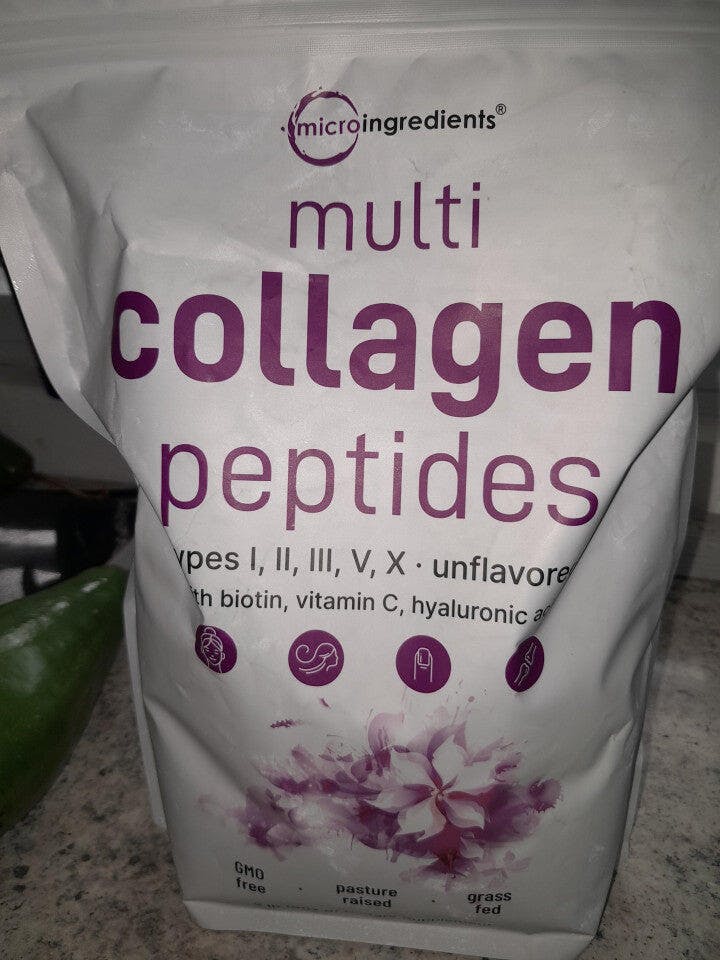 microingredients®
multi
collagen
peptides
ypes I, II, III, V, X · unflavore
th biotin, vitamin C, hyaluronic a
GMO
free
·
pasture
raised
·
grass
fed